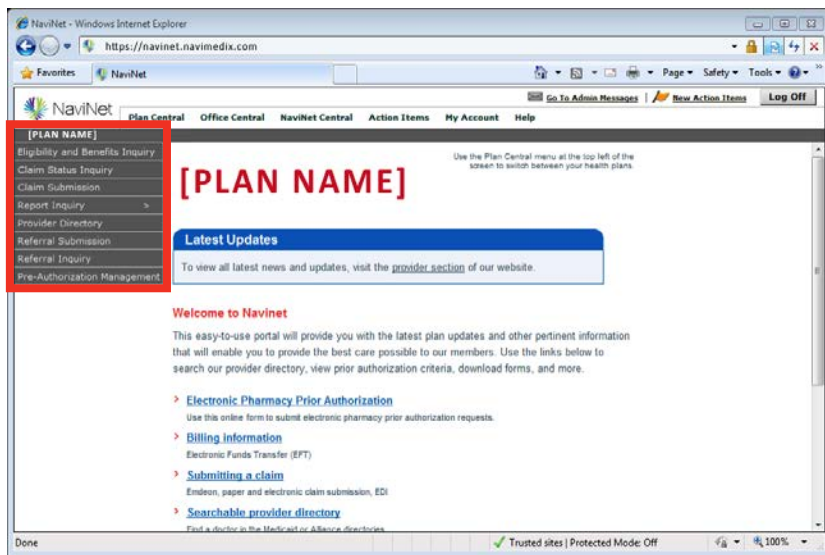 NaviNet - Windows Internet Explorer
https://navinet.navimedix.com
Favorites NaviNet Page Safety Tools
Go To Admin Messages | New Action Items Log Off
NaviNet Plan Central Office Central NaviNet Central Action Items My Account Help
[PLAN NAME]
Eligibility and Benefits Inquiry
Claim Status Inquiry
Claim Submission
Report Inquiry >
Provider Directory
Referral Submission
Referral Inquiry
Pre-Authorization Management
Use the Plan Central menu at the top left of the
screen to switch between your health plans.
[PLAN NAME]
Latest Updates
To view all latest news and updates, visit the provider section of our website.
Welcome to Navinet
This easy-to-use portal will provide you with the latest plan updates and other pertinent information
that will enable you to provide the best care possible to our members. Use the links below to
search our provider directory, view prior authorization criteria, download forms, and more.
Electronic Pharmacy Prior Authorization
Use this online form to submit electronic pharmacy prior authorization requests.
Billing information
Electronic Funds Transfer (EFT)
Submitting a claim
Emdeon, paper and electronic claim submission, EDI
Searchable provider directory
Find a doctor in the Medicaid or Alliance directories
Done Trusted sites | Protected Mode: Off 100%